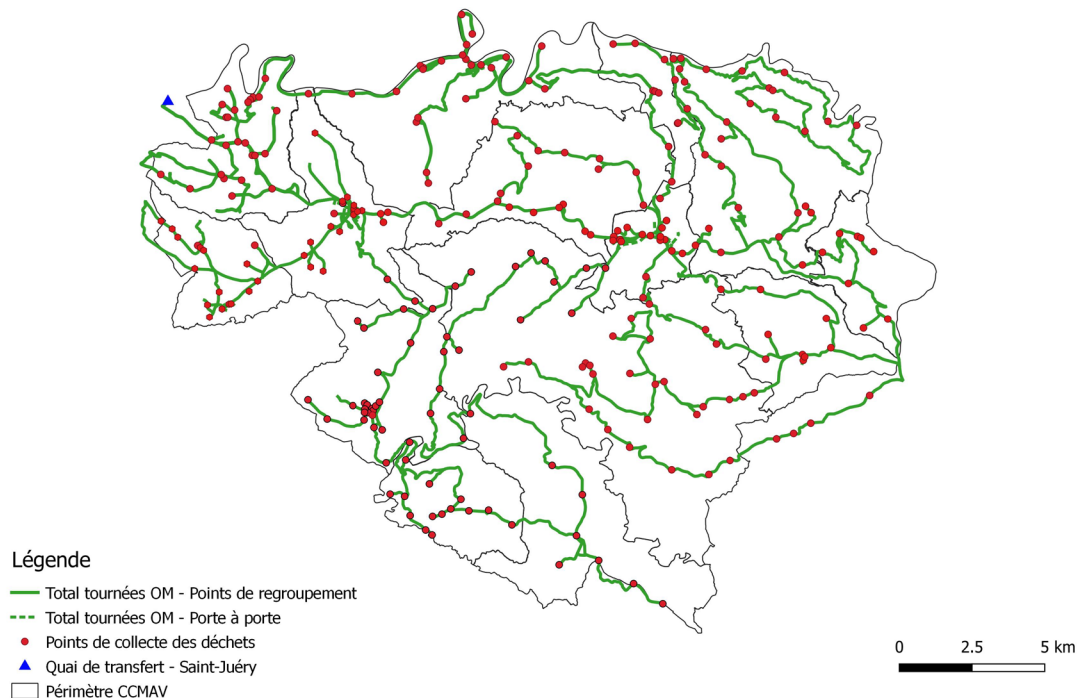 Légende
Total tournées OM - Points de regroupement
Total tournées OM - Porte à porte
Points de collecte des déchets
Quai de transfert - Saint-Juéry
Périmètre CCMAV
0 2.5 5 km